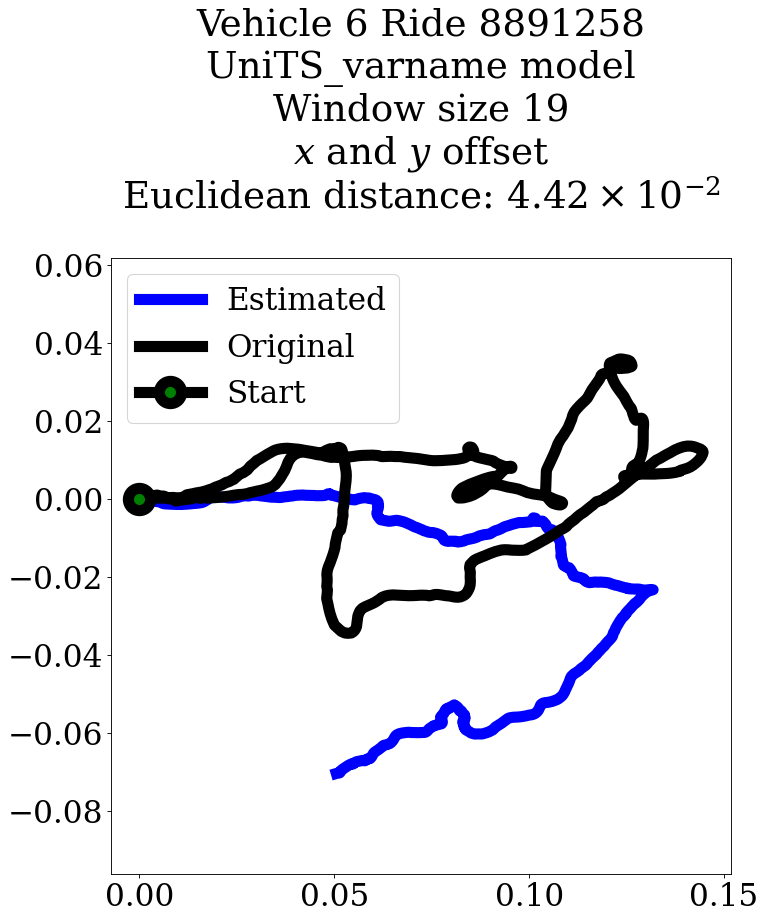 Vehicle 6 Ride 8891258
UniTS_varname model
Window size 19
x and y offset
Euclidean distance: 4.42 × 10⁻²
0.06
0.04
0.02
0.00
−0.02
−0.04
−0.06
−0.08
Estimated
Original
Start
0.00 0.05 0.10 0.15